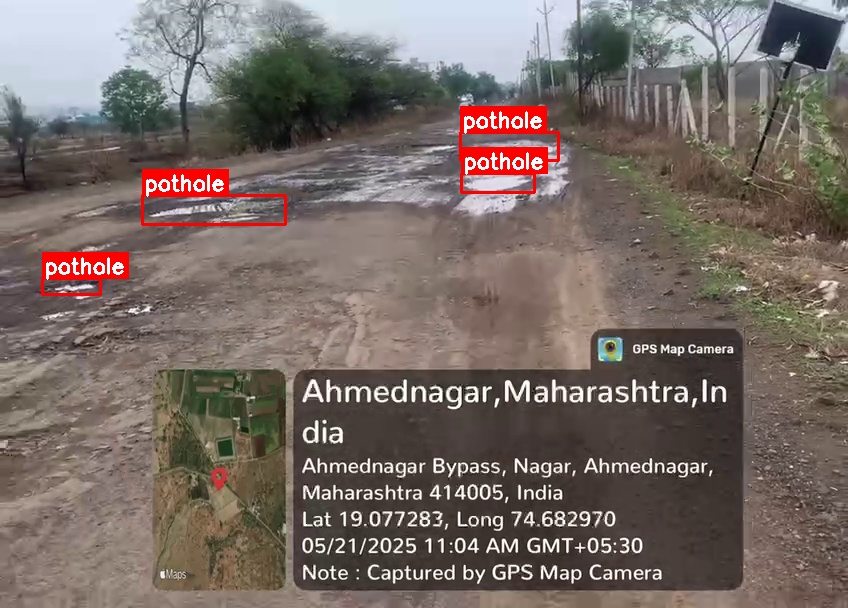 pothole
pothole
pothole
pothole
GPS Map Camera
Ahmednagar,Maharashtra,In
dia
Ahmednagar Bypass, Nagar, Ahmednagar,
Maharashtra 414005, India
Lat 19.077283, Long 74.682970
05/21/2025 11:04 AM GMT+05:30
Note : Captured by GPS Map Camera
Maps